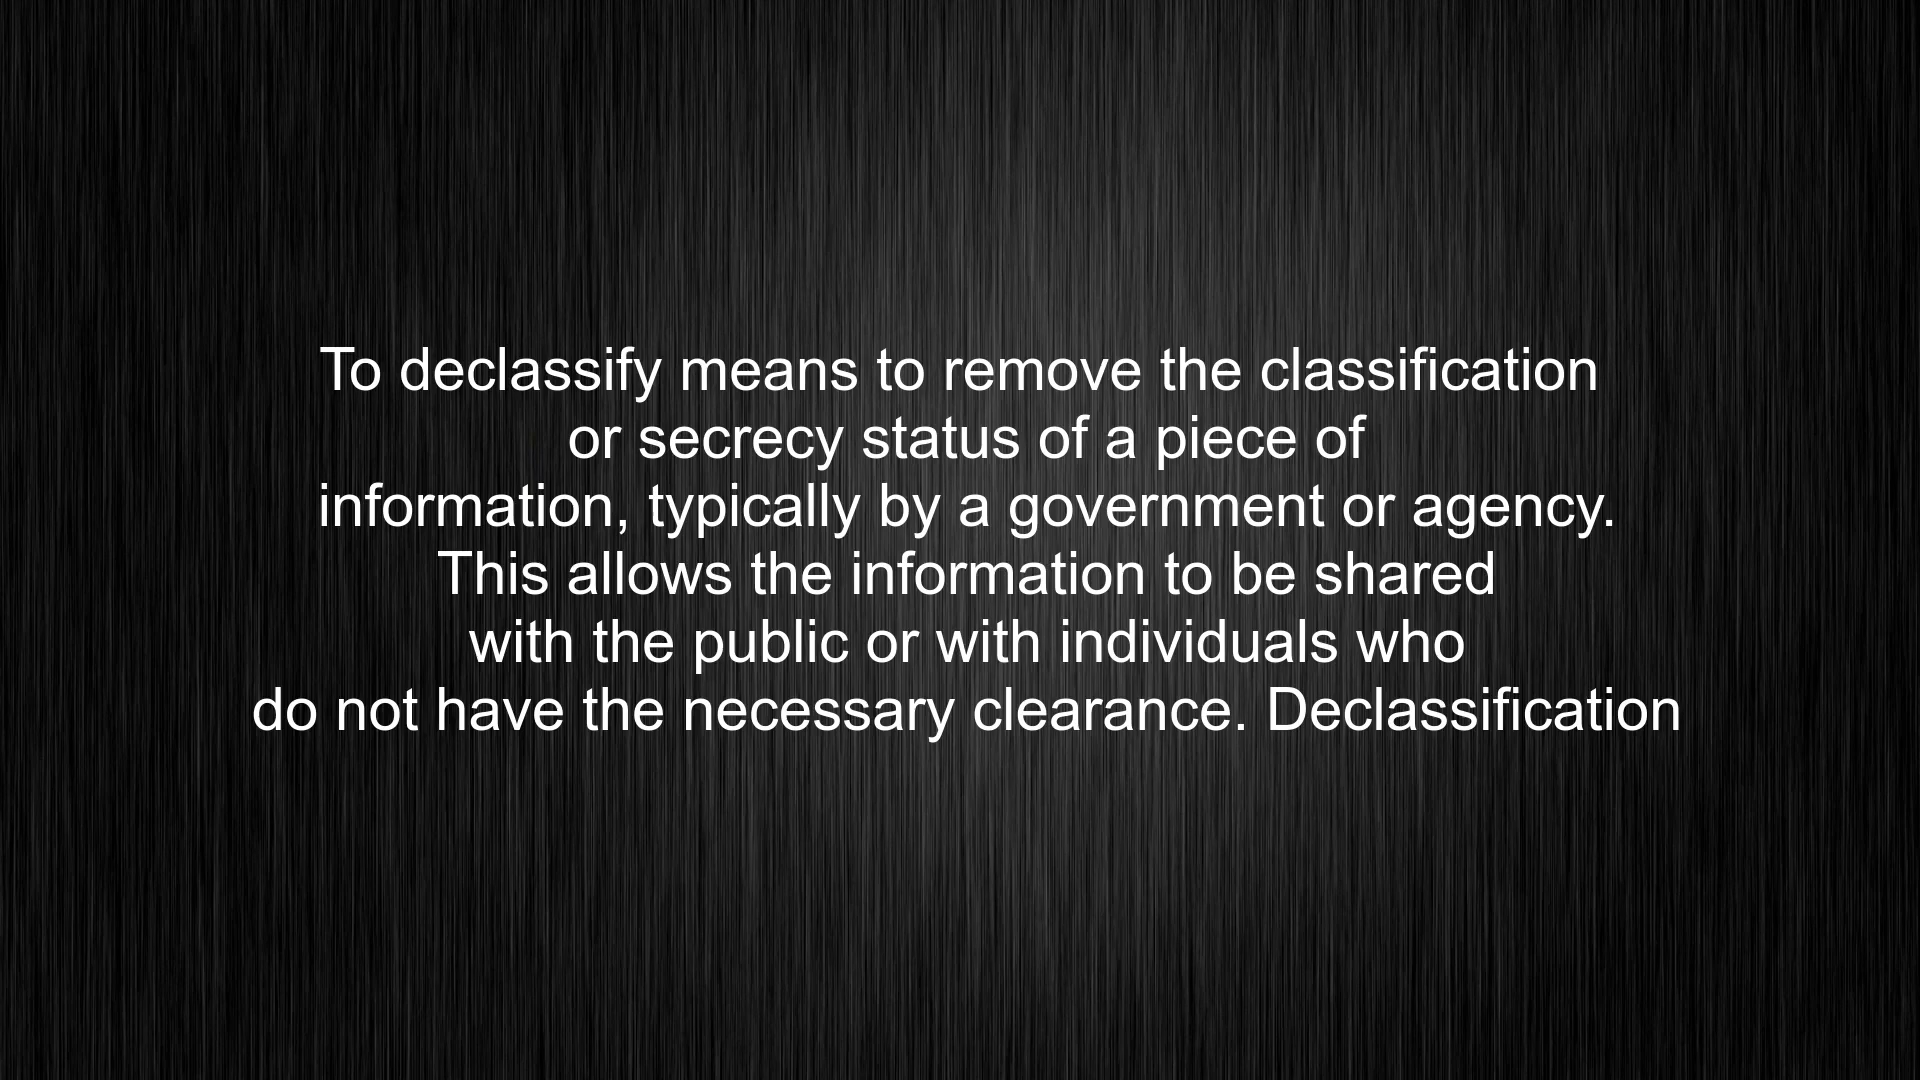 To declassify means to remove the classification
or secrecy status of a piece of
information, typically by a government or agency.
This allows the information to be shared
with the public or with individuals who
do not have the necessary clearance. Declassification